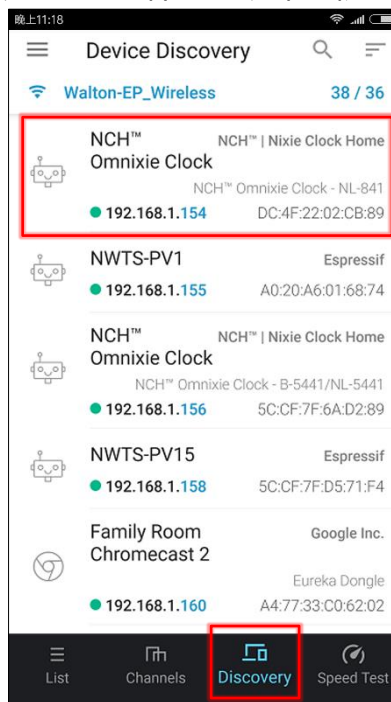 晚上11:18
Device Discovery
Walton-EP_Wireless 38 / 36
NCH™ NCH™ | Nixie Clock Home
Omnixie Clock
NCH™ Omnixie Clock - NL-841
192.168.1.154 DC:4F:22:02:CB:89
NWTS-PV1 Espressif
192.168.1.155 A0:20:A6:01:68:74
NCH™ NCH™ | Nixie Clock Home
Omnixie Clock
NCH™ Omnixie Clock - B-5441/NL-5441
192.168.1.156 5C:CF:7F:6A:D2:89
NWTS-PV15 Espressif
192.168.1.158 5C:CF:7F:D5:71:F4
Family Room Google Inc.
Chromecast 2
Eureka Dongle
192.168.1.160 A4:77:33:C0:62:02
List Channels Discovery Speed Test